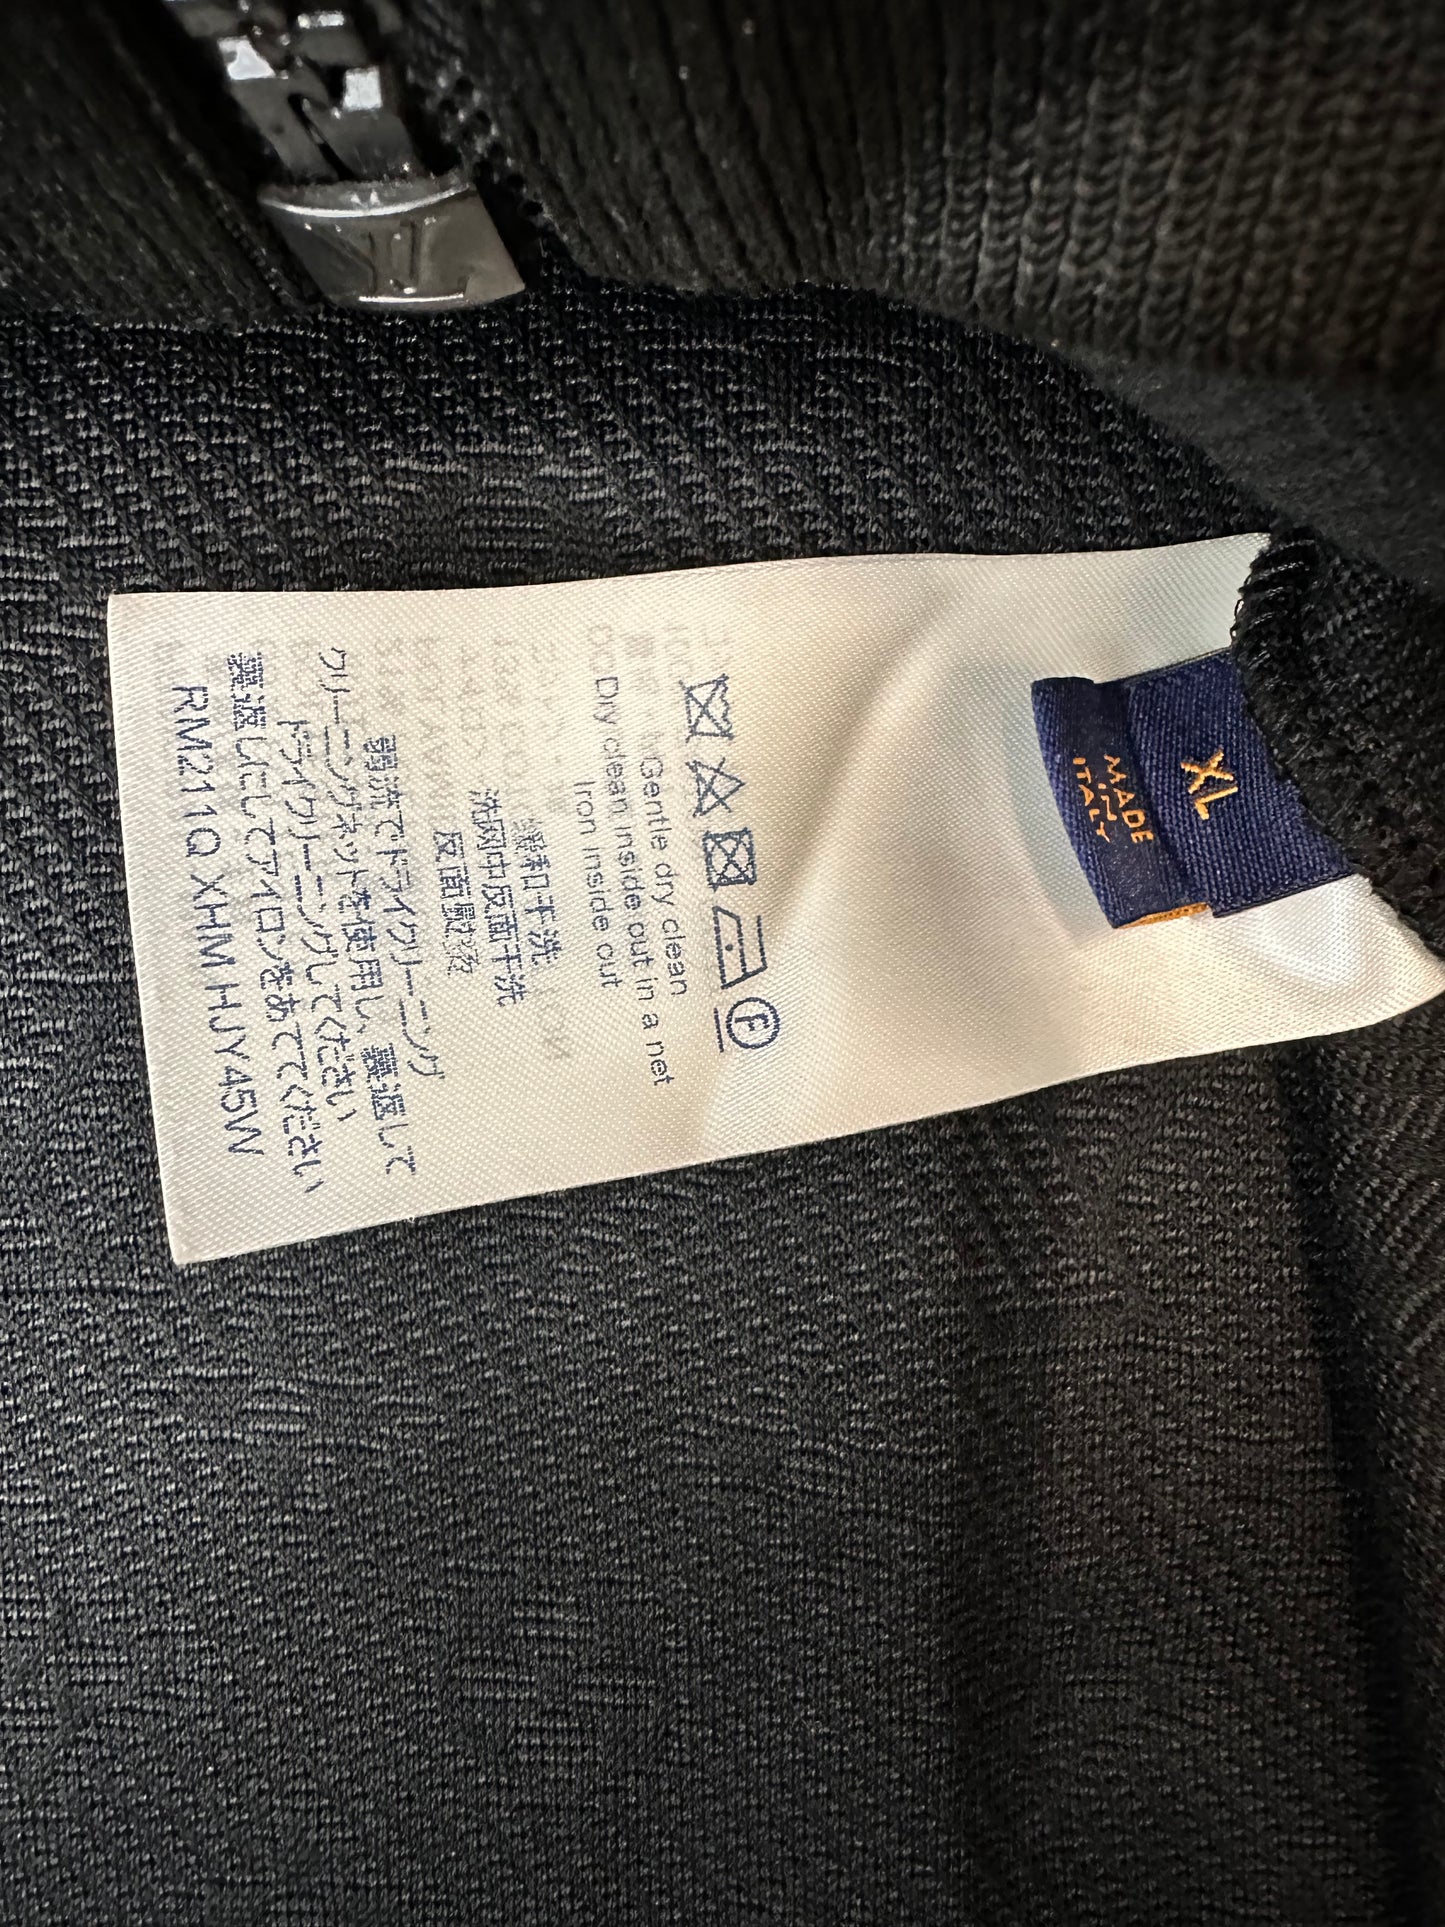 XL
MADE
IN
ITALY
F
Gentle dry clean
Dry clean inside out in a net
Iron inside out
柔和干洗
洗网中反面干洗
反面熨烫
弱洗でドライクリーニング
クリーニングネットを使用し、裏返して
ドライクリーニングしてください
裏返しにしてアイロンをあててください
RM211Q XHM HJY45W